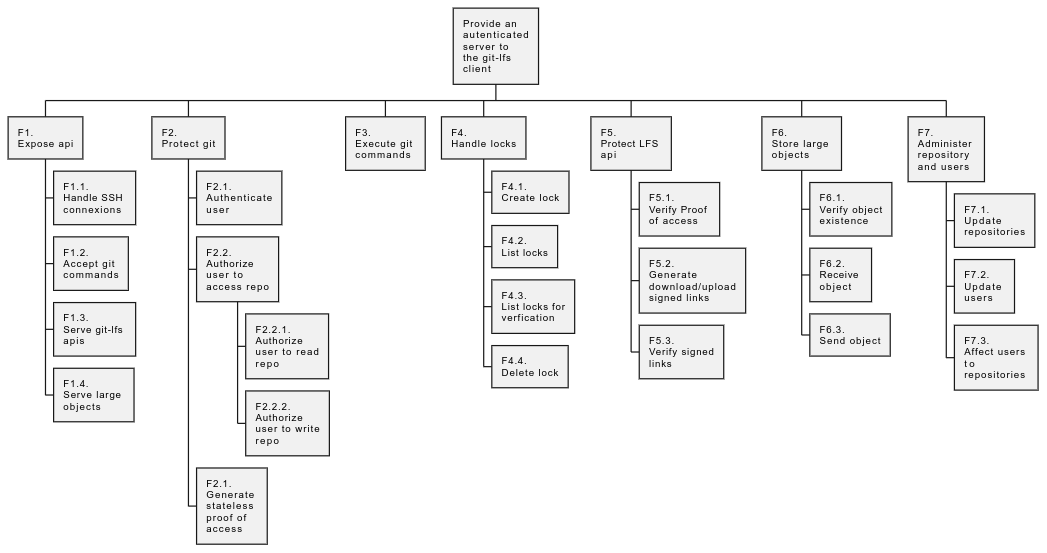 Provide an
autenticated
server to
the git-lfs
client
F1.
Expose api
F1.1.
Handle SSH
connexions
F1.2.
Accept git
commands
F1.3.
Serve git-lfs
apis
F1.4.
Serve large
objects
F2.
Protect git
F2.1.
Authenticate
user
F2.2.
Authorize
user to
access repo
F2.2.1.
Authorize
user to read
repo
F2.2.2.
Authorize
user to write
repo
F2.1.
Generate
stateless
proof of
access
F3.
Execute git
commands
F4.
Handle locks
F4.1.
Create lock
F4.2.
List locks
F4.3.
List locks for
verfication
F4.4.
Delete lock
F5.
Protect LFS
api
F5.1.
Verify Proof
of access
F5.2.
Generate
download/upload
signed links
F5.3.
Verify signed
links
F6.
Store large
objects
F6.1.
Verify object
existence
F6.2.
Receive
object
F6.3.
Send object
F7.
Administer
repository
and users
F7.1.
Update
repositories
F7.2.
Update
users
F7.3.
Affect users
to
repositories